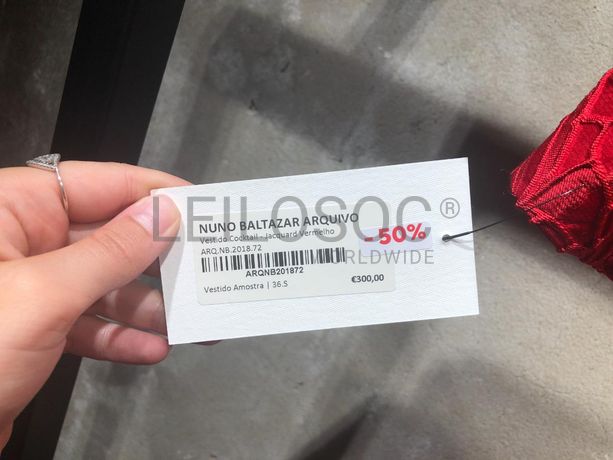 NUNO BALTAZAR ARQUIVO
Vestido Cocktail - Jacquard Vermelho
ARQ.NB.2018.72
ARQNB201872
Vestido Amostra | 36.S
€300,00
- 50%
LEILOSOC®
WORLDWIDE